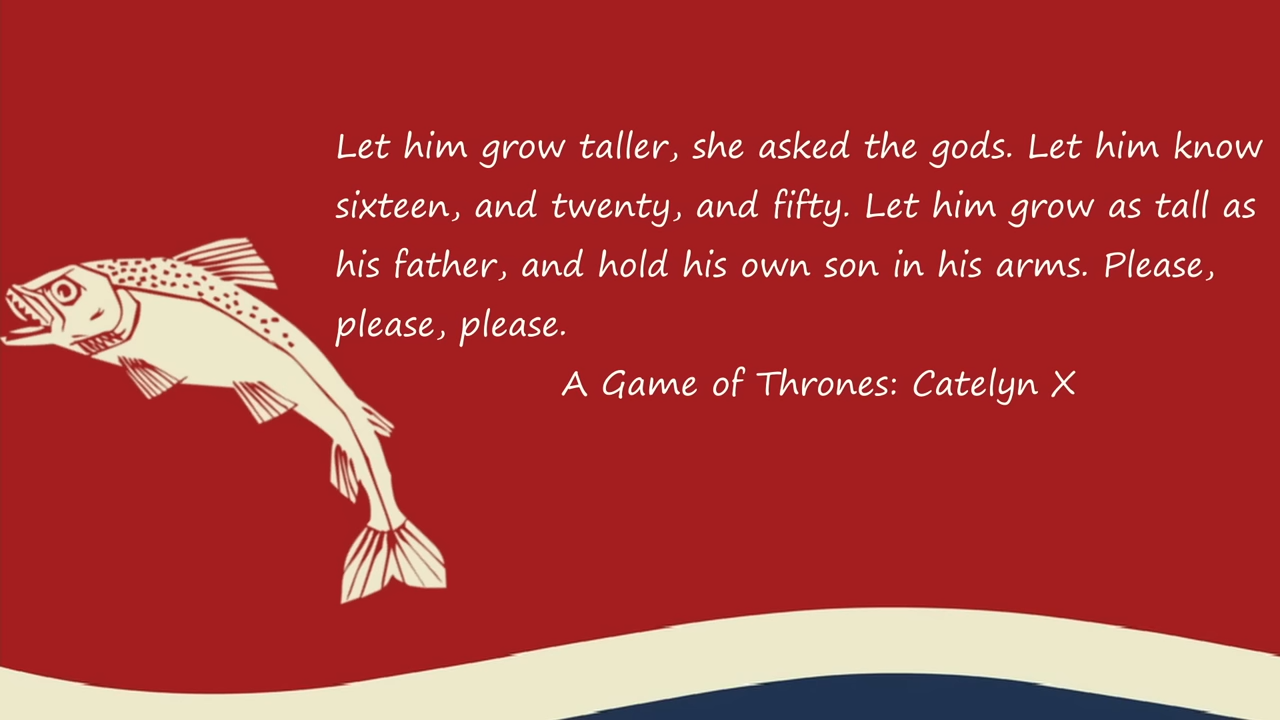 Let him grow taller, she asked the gods. Let him know
sixteen, and twenty, and fifty. Let him grow as tall as
his father, and hold his own son in his arms. Please,
please, please.
A Game of Thrones: Catelyn X